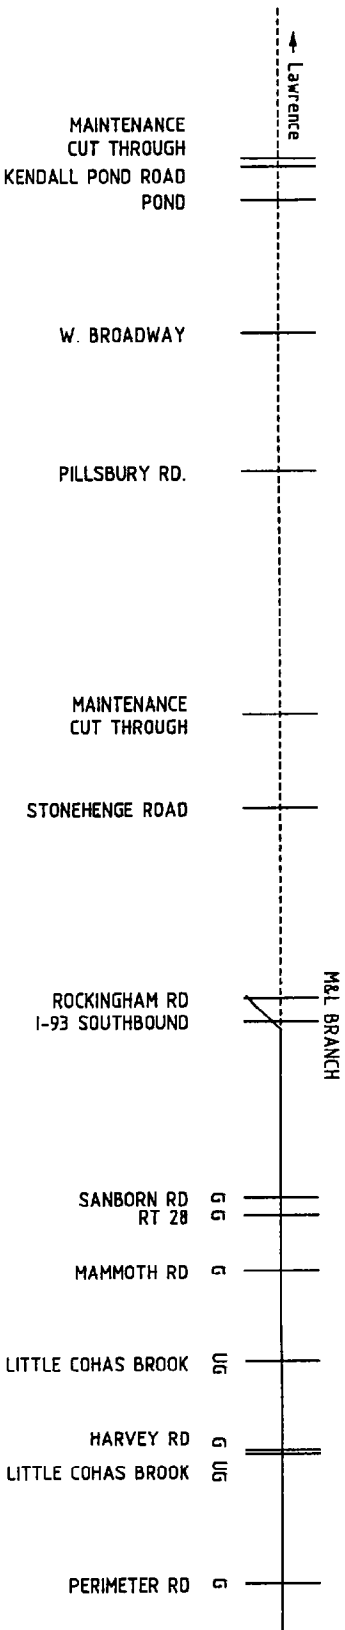 Lawrence
MAINTENANCE
CUT THROUGH
KENDALL POND ROAD
POND
W. BROADWAY
PILLSBURY RD.
MAINTENANCE
CUT THROUGH
STONEHENGE ROAD
M&L BRANCH
ROCKINGHAM RD
I-93 SOUTHBOUND
SANBORN RD G
RT 28 G
MAMMOTH RD G
LITTLE COHAS BROOK UG
HARVEY RD G
LITTLE COHAS BROOK UG
PERIMETER RD G